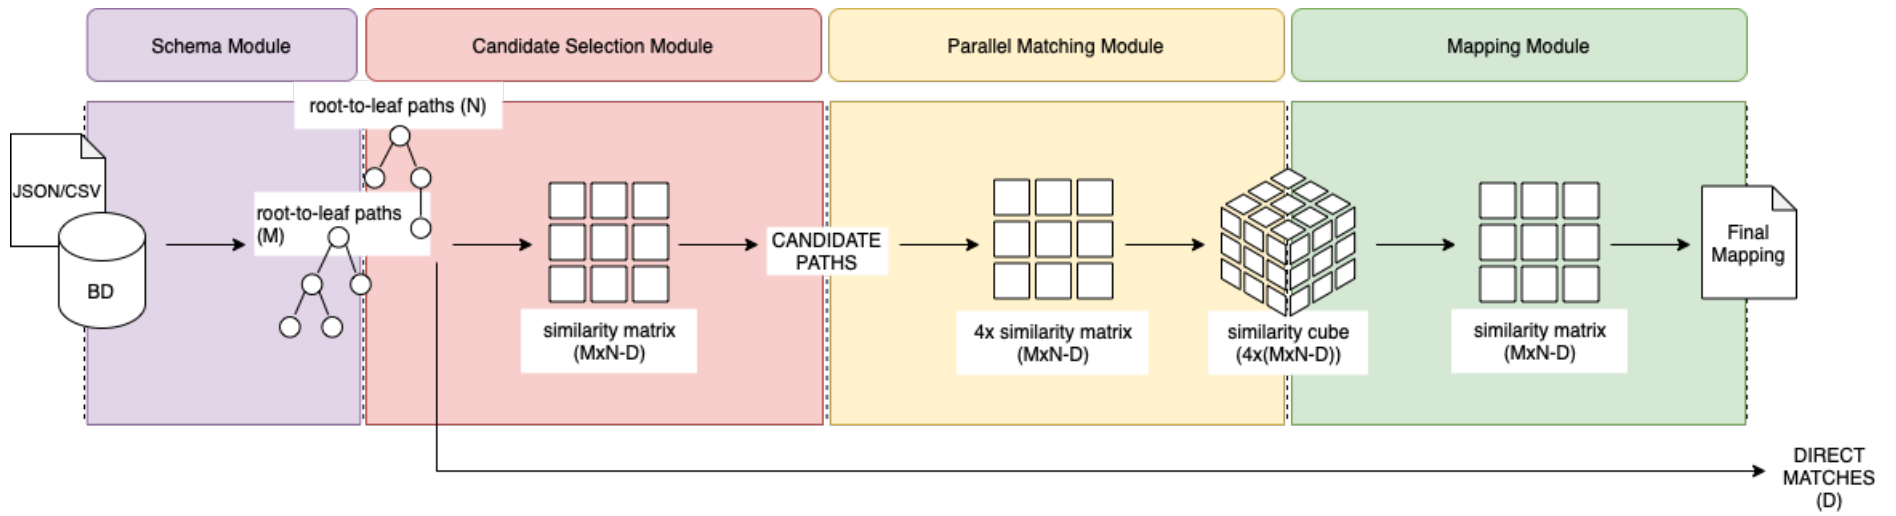 Schema Module
Candidate Selection Module
Parallel Matching Module
Mapping Module
root-to-leaf paths (N)
JSON/CSV
BD
root-to-leaf paths
(M)
similarity matrix
(MxN-D)
CANDIDATE
PATHS
4x similarity matrix
(MxN-D)
similarity cube
(4x(MxN-D))
similarity matrix
(MxN-D)
Final
Mapping
DIRECT
MATCHES
(D)